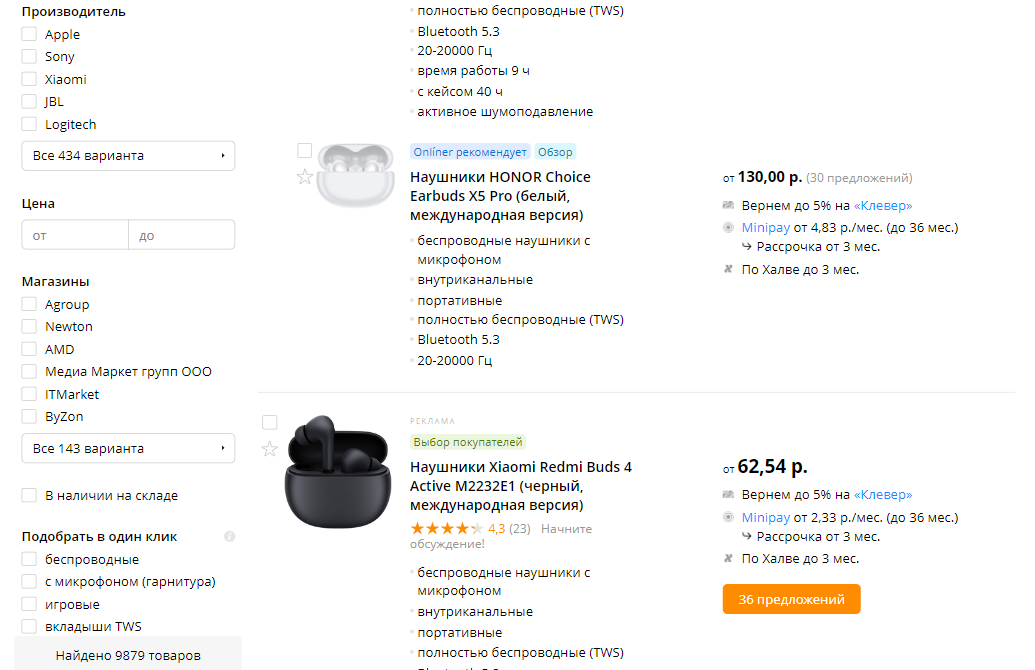 Производитель
Apple
Sony
Xiaomi
JBL
Logitech
Все 434 варианта
Цена
от
до
Магазины
Agroup
Newton
AMD
Медиа Маркет групп ООО
ITMarket
ByZon
Все 143 варианта
В наличии на складе
Подобрать в один клик
беспроводные
с микрофоном (гарнитура)
игровые
вкладыши TWS
Найдено 9879 товаров
полностью беспроводные (TWS)
Bluetooth 5.3
20-20000 Гц
время работы 9 ч
с кейсом 40 ч
активное шумоподавление
Onlíner рекомендует Обзор
Наушники HONOR Choice
Earbuds X5 Pro (белый,
международная версия)
беспроводные наушники с
микрофоном
внутриканальные
портативные
полностью беспроводные (TWS)
Bluetooth 5.3
20-20000 Гц
от 130,00 р. (30 предложений)
Вернем до 5% на «Клевер»
Minipay от 4,83 р./мес. (до 36 мес.)
↪ Рассрочка от 3 мес.
По Халве до 3 мес.
РЕКЛАМА
Выбор покупателей
Наушники Xiaomi Redmi Buds 4
Active M2232E1 (черный,
международная версия)
4,3 (23) Начните
обсуждение!
беспроводные наушники с
микрофоном
внутриканальные
портативные
полностью беспроводные (TWS)
от 62,54 р.
Вернем до 5% на «Клевер»
Minipay от 2,33 р./мес. (до 36 мес.)
↪ Рассрочка от 3 мес.
По Халве до 3 мес.
36 предложений